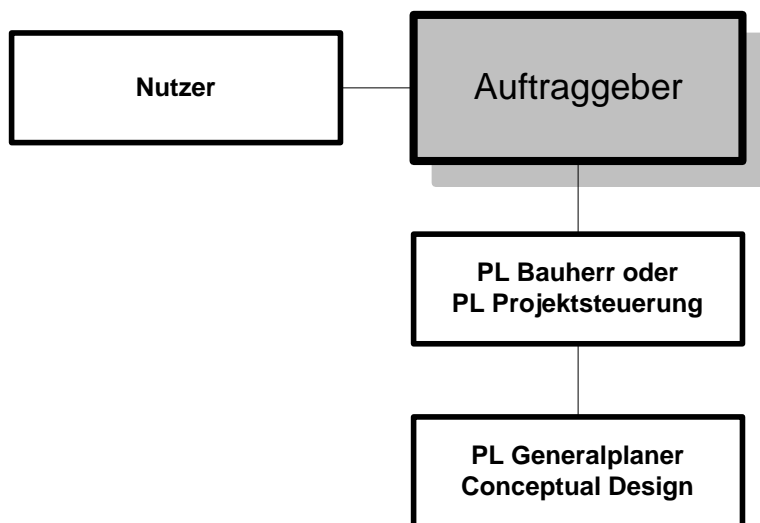 Nutzer
Auftraggeber
PL Bauherr oder
PL Projektsteuerung
PL Generalplaner
Conceptual Design